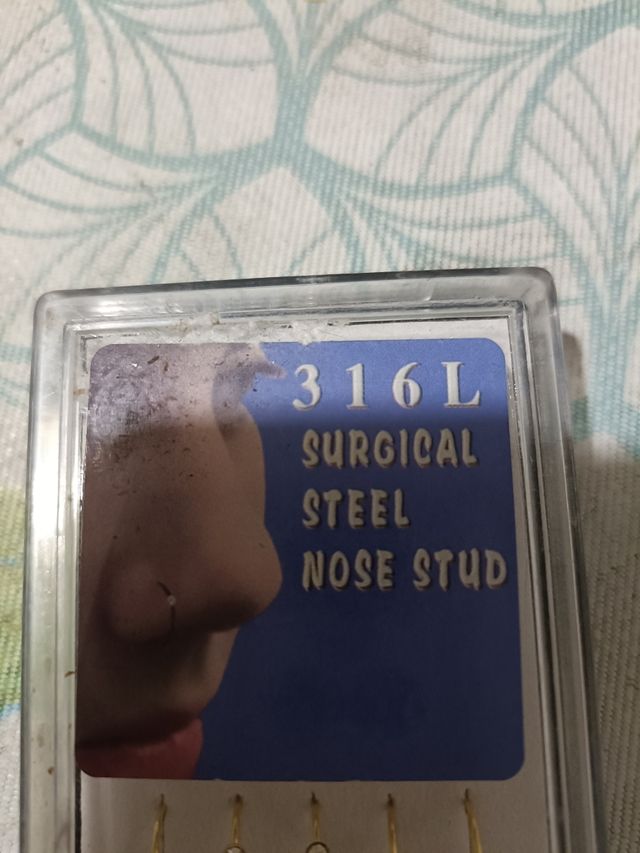 316L
SURGICAL
STEEL
NOSE STUD